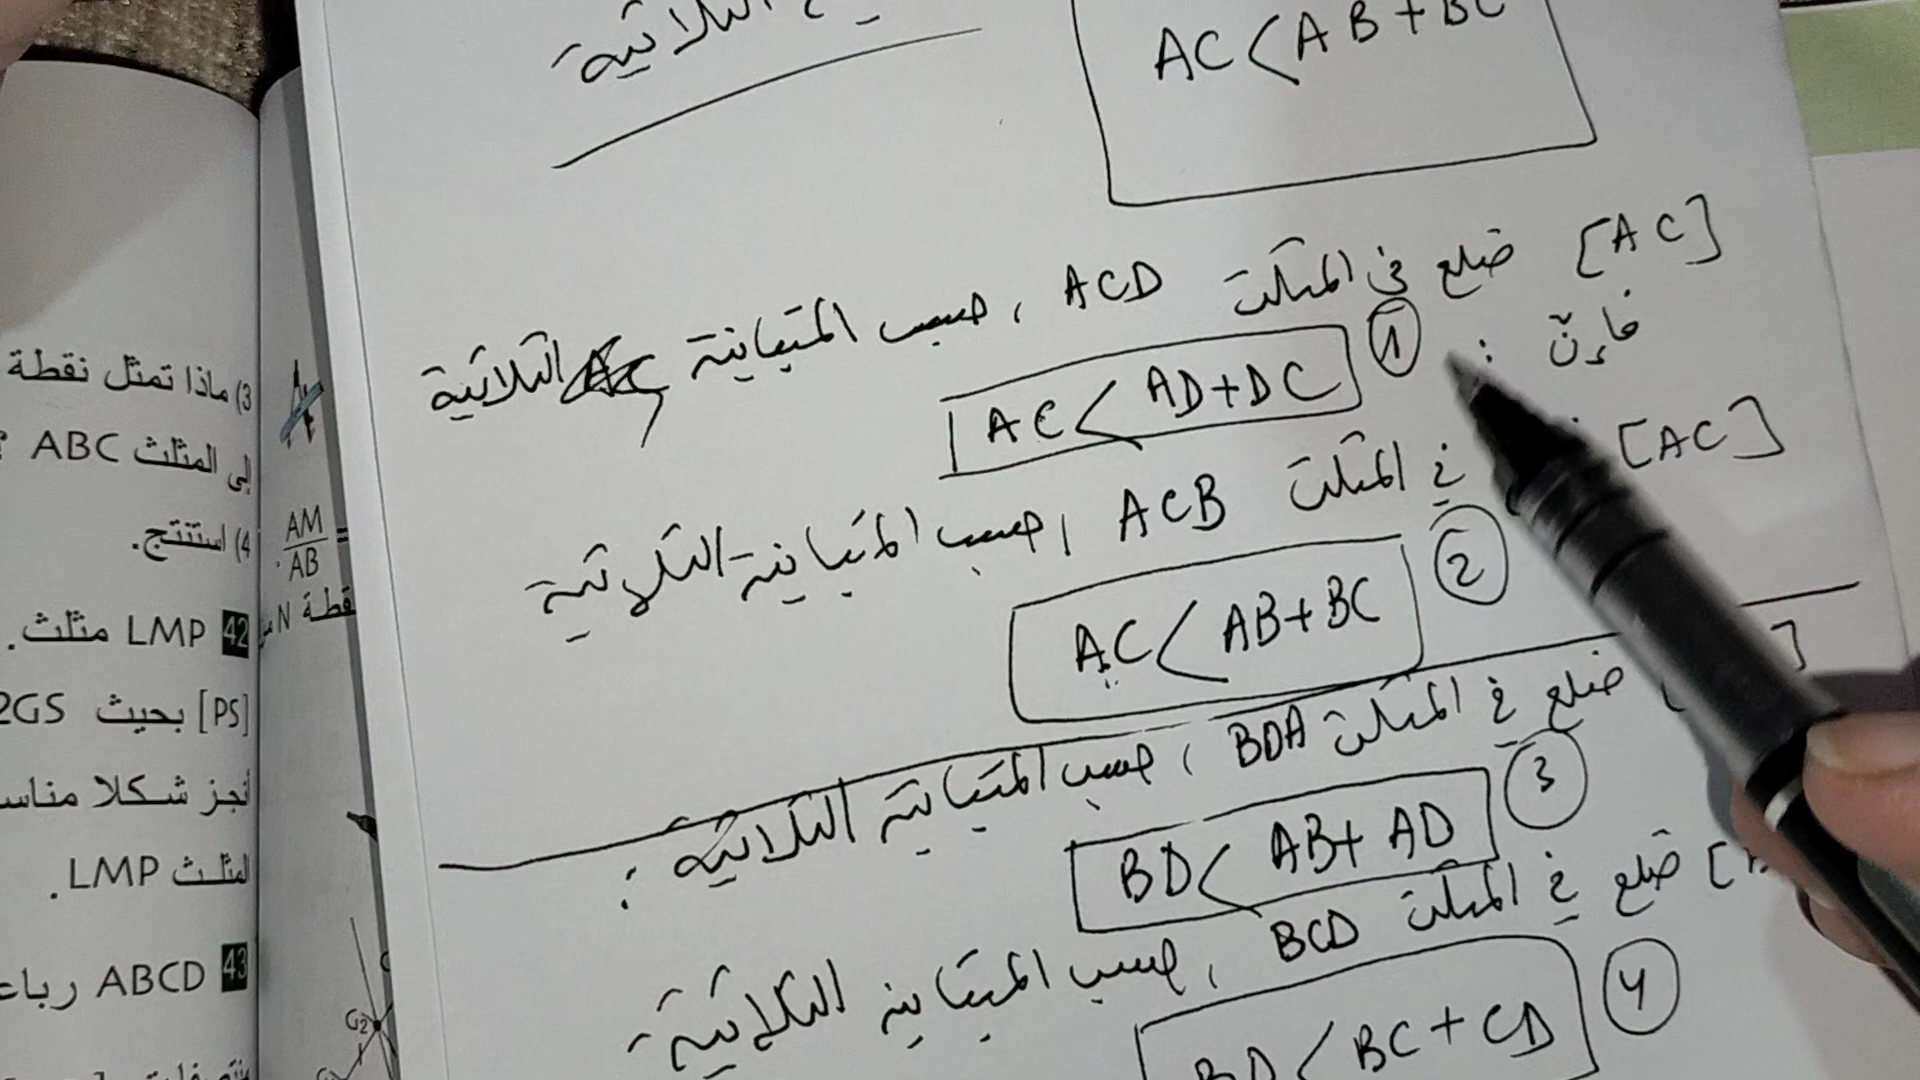 الثلاثية
AC < AB + BC
[AC] ضلع في المثلث ACD ، حسب المتباينة الثلاثية
فإن :
AC < AD + DC ①
[AC] في المثلث ACB ، حسب المتباينة الثلاثية
AC < AB + BC ②
ضلع في المثلث BDA ، حسب المتباينة الثلاثية :
BD < AB + AD ③
ضلع في المثلث BCD ، حسب المتباينة الثلاثية
BD < BC + CD ④
3) ماذا تمثل نقطة
إلى المثلث ABC ؟
4) استنتج.
42 LMP مثلث.
[PS] بحيث 2GS
أنجز شكلا
المثلث LMP.
43 ABCD
AM
AB
=
نقطة N
G2